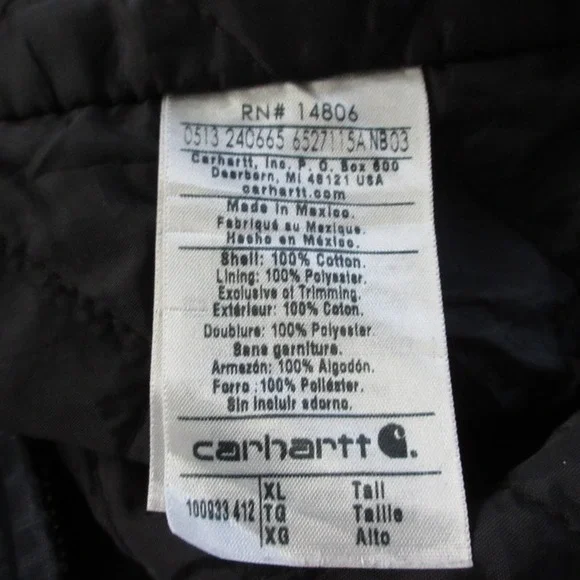 RN# 14806
0513 240665 6527115A NB03
Carhartt, Inc. P. O. Box 600
Dearborn, MI 48121 USA
carhartt.com
Made in Mexico.
Fabriqué au Mexique.
Hecho en México.
Shell: 100% Cotton.
Lining: 100% Polyester.
Exclusive of Trimming.
Extérieur: 100% Coton.
Doublure: 100% Polyester.
Sans garniture.
Armazón: 100% Algodón.
Forro :100% Poliéster.
Sin incluir adorno.
carhartt
100933 412
XL Tall
TG Taille
XG Alto